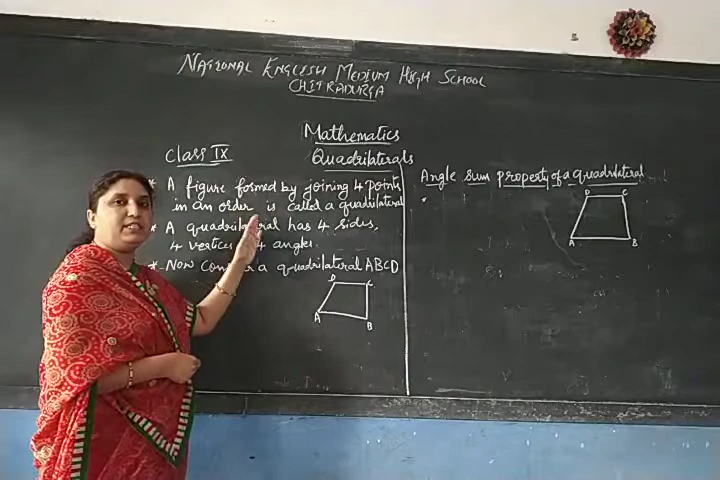 National English Medium High School
Chitradurga
Mathematics
Class IX
Quadrilaterals
* A figure formed by joining 4 points
in an order is called a quadrilateral
* A quadrilateral has 4 sides,
4 vertices 4 angles.
* Now a quadrilateral ABCD
D C
A B
Angle sum property of a quadrilateral
D C
A B